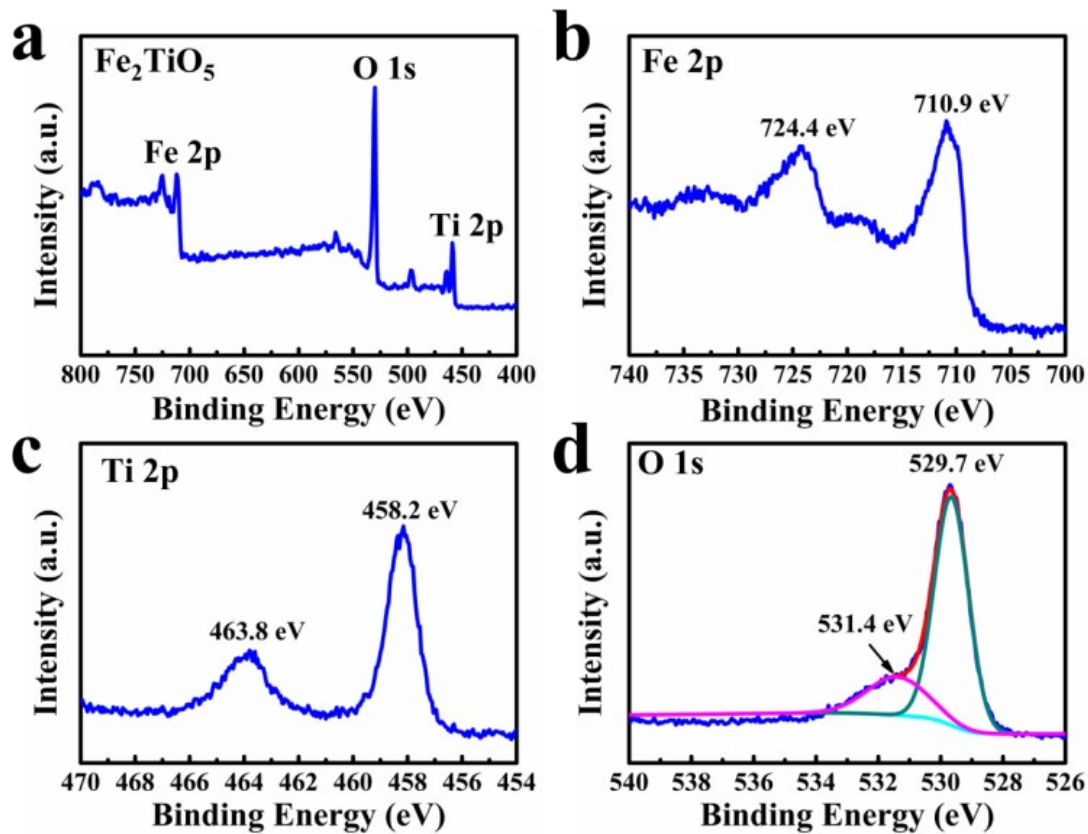 a
Fe₂TiO₅
O 1s
Fe 2p
Ti 2p
Intensity (a.u.)
800 750 700 650 600 550 500 450 400
Binding Energy (eV)
b
Fe 2p
724.4 eV
710.9 eV
Intensity (a.u.)
740 735 730 725 720 715 710 705 700
Binding Energy (eV)
c
Ti 2p
458.2 eV
463.8 eV
Intensity (a.u.)
470 468 466 464 462 460 458 456 454
Binding Energy (eV)
d
O 1s
529.7 eV
531.4 eV
Intensity (a.u.)
540 538 536 534 532 530 528 526
Binding Energy (eV)